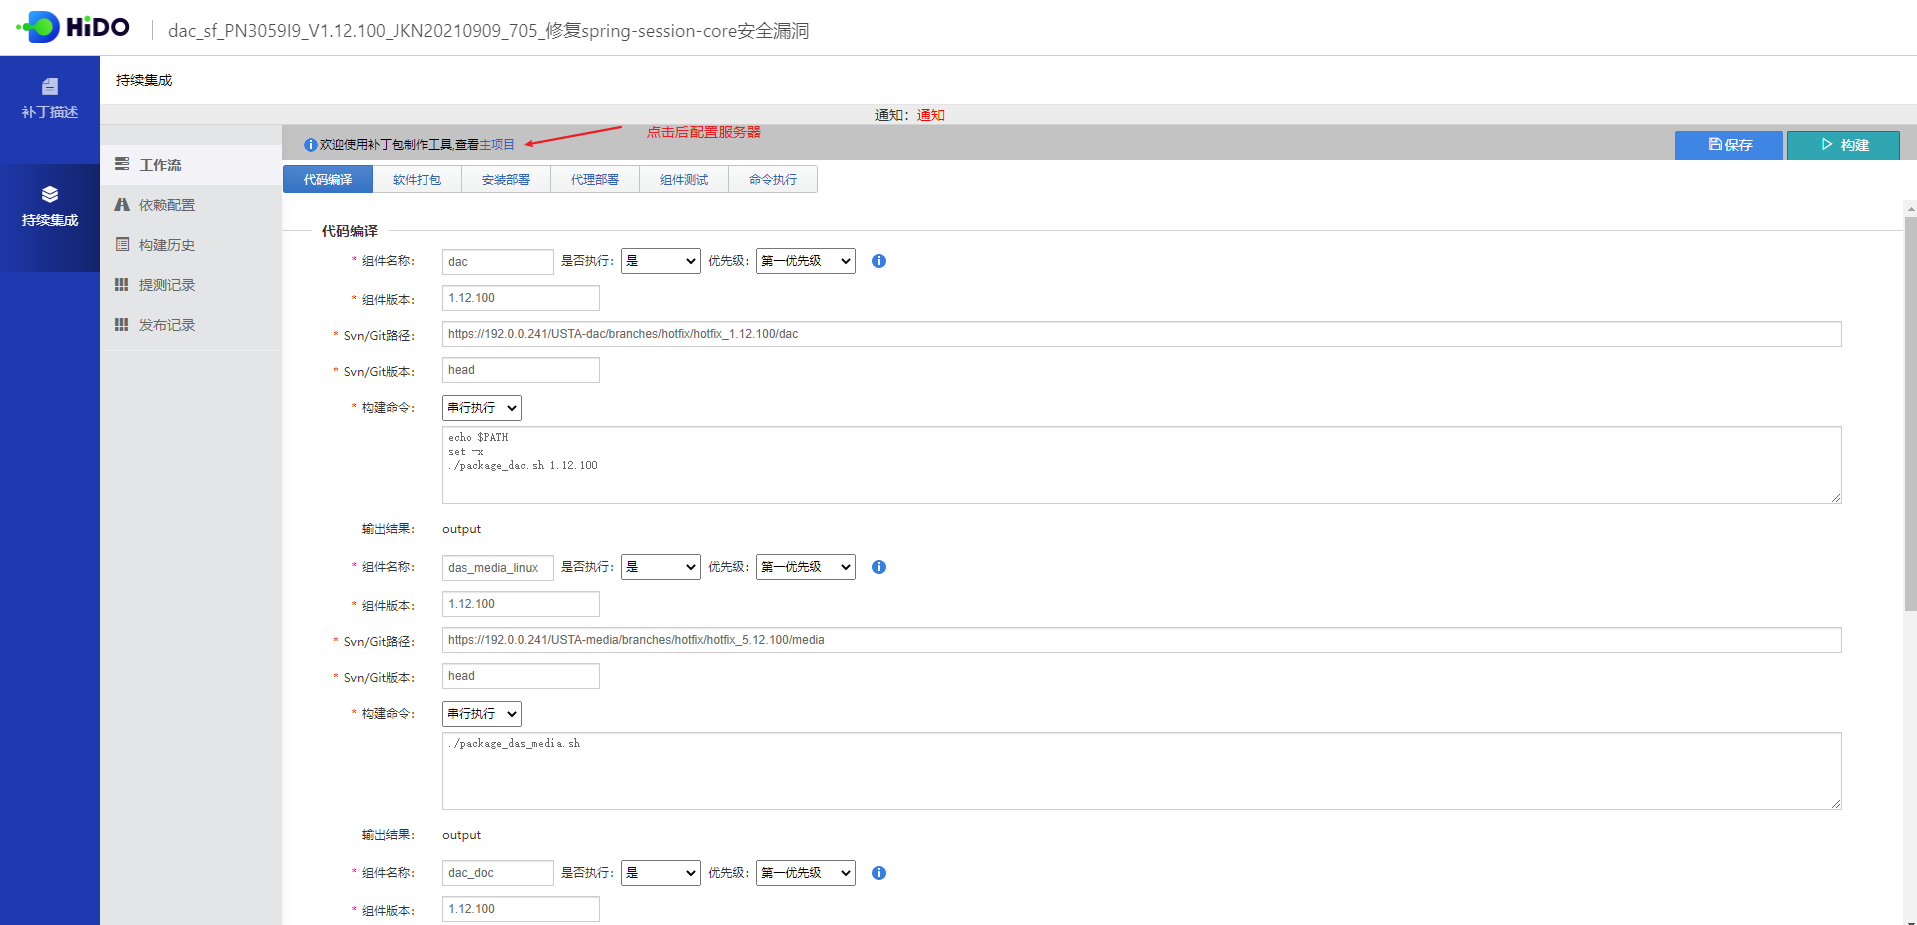 HiDO
dac_sf_PN3059I9_V1.12.100_JKN20210909_705_修复spring-session-core安全漏洞
补丁描述
持续集成
持续集成
通知：通知
工作流
依赖配置
构建历史
提测记录
发布记录
欢迎使用补丁包制作工具,查看主项目
点击后配置服务器
保存
构建
代码编译 软件打包 安装部署 代理部署 组件测试 命令执行
代码编译
* 组件名称： dac 是否执行： 是 优先级： 第一优先级
* 组件版本： 1.12.100
* Svn/Git路径： https://192.0.0.241/USTA-dac/branches/hotfix/hotfix_1.12.100/dac
* Svn/Git版本： head
* 构建命令： 串行执行
echo $PATH
set -x
./package_dac.sh 1.12.100
输出结果： output
* 组件名称： das_media_linux 是否执行： 是 优先级： 第一优先级
* 组件版本： 1.12.100
* Svn/Git路径： https://192.0.0.241/USTA-media/branches/hotfix/hotfix_5.12.100/media
* Svn/Git版本： head
* 构建命令： 串行执行
./package_das_media.sh
输出结果： output
* 组件名称： dac_doc 是否执行： 是 优先级： 第一优先级
* 组件版本： 1.12.100